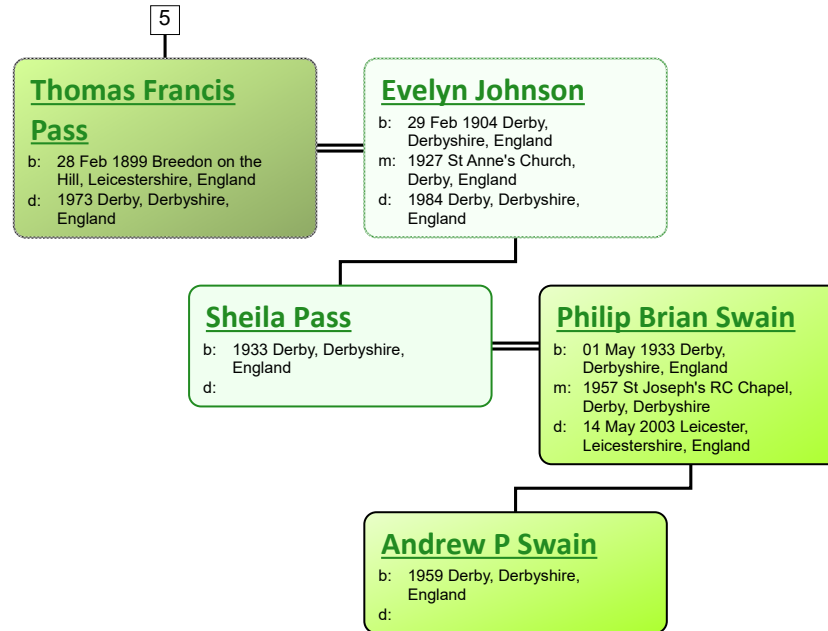 5
Thomas Francis
Pass
b: 28 Feb 1899 Breedon on the
Hill, Leicestershire, England
d: 1973 Derby, Derbyshire,
England
Evelyn Johnson
b: 29 Feb 1904 Derby,
Derbyshire, England
m: 1927 St Anne's Church,
Derby, England
d: 1984 Derby, Derbyshire,
England
Sheila Pass
b: 1933 Derby, Derbyshire,
England
d:
Philip Brian Swain
b: 01 May 1933 Derby,
Derbyshire, England
m: 1957 St Joseph's RC Chapel,
Derby, Derbyshire
d: 14 May 2003 Leicester,
Leicestershire, England
Andrew P Swain
b: 1959 Derby, Derbyshire,
England
d: